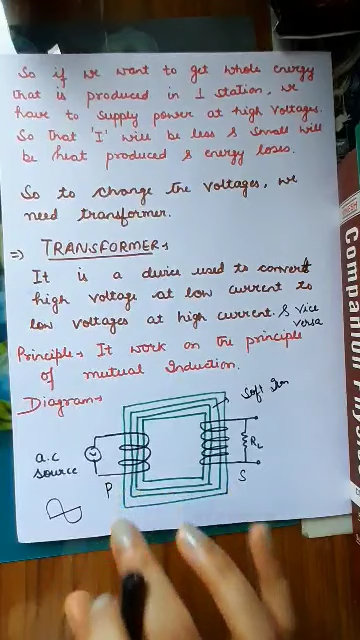 So if we want to get whole energy
that is produced in 1 station, we
have to supply power at high voltages.
So that 'I' will be less & small will
be heat produced & energy loses.
So to change the voltages, we
need transformer.
⇒ TRANSFORMER→
It is a device used to convert
high voltage at low current to
low voltages at high current. & vice
versa
Principle→ It work on the principle
of mutual Induction.
Diagram→
Soft Iron
a.c
source
RL
P
S
Companion